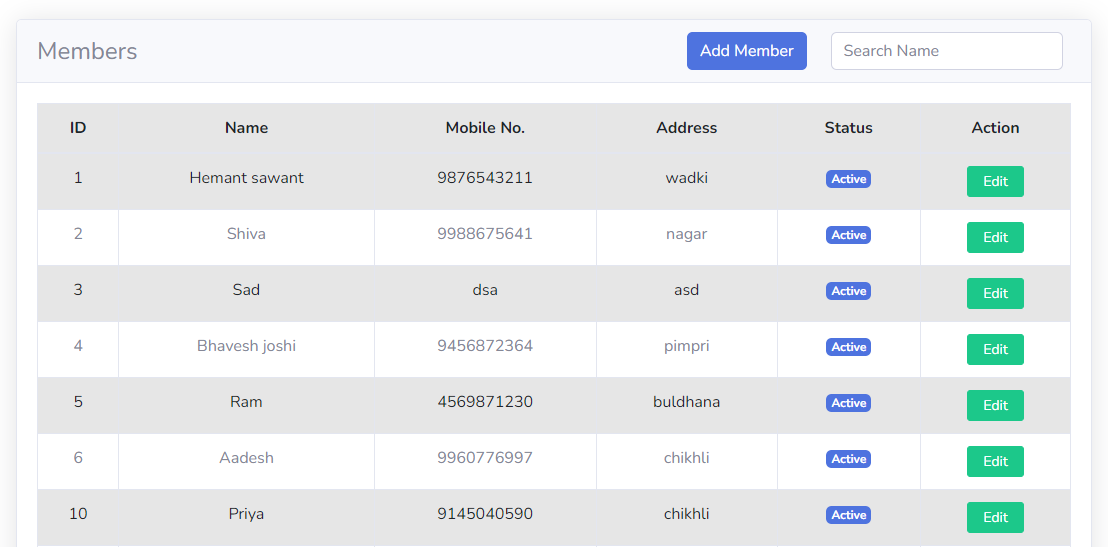 Members Add Member Search Name
ID Name Mobile No. Address Status Action
1 Hemant sawant 9876543211 wadki Active Edit
2 Shiva 9988675641 nagar Active Edit
3 Sad dsa asd Active Edit
4 Bhavesh joshi 9456872364 pimpri Active Edit
5 Ram 4569871230 buldhana Active Edit
6 Aadesh 9960776997 chikhli Active Edit
10 Priya 9145040590 chikhli Active Edit